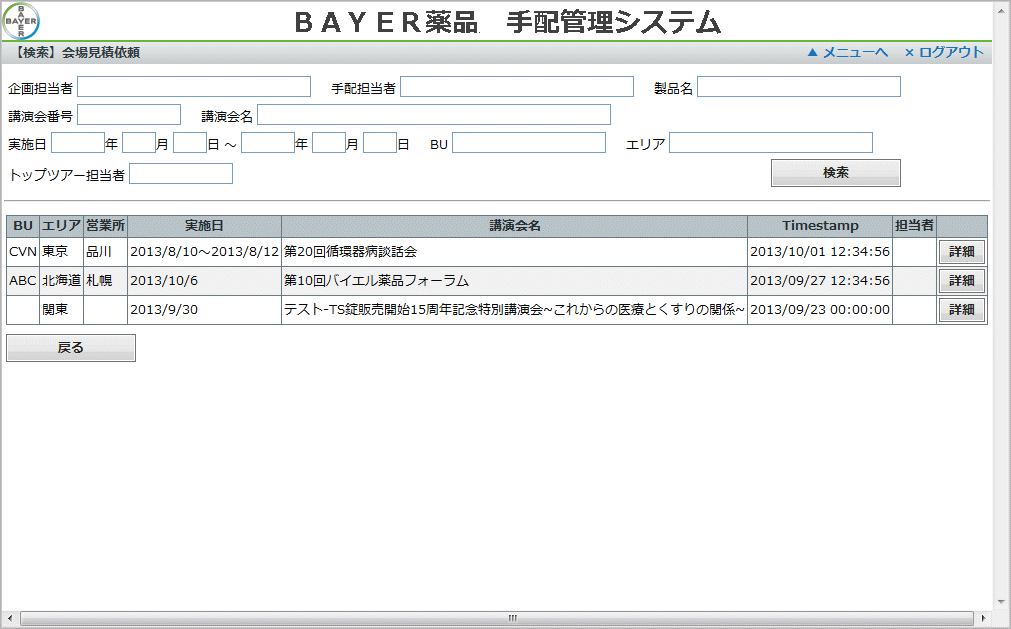 BAYER
BAYER
ＢＡＹＥＲ薬品　手配管理システム
【検索】会場見積依頼 ▲ メニューへ × ログアウト
企画担当者 手配担当者 製品名
講演会番号 講演会名
実施日 年 月 日 ～ 年 月 日 BU エリア
トップツアー担当者 検索
BU エリア 営業所 実施日 講演会名 Timestamp 担当者
CVN 東京 品川 2013/8/10～2013/8/12 第20回循環器病談話会 2013/10/01 12:34:56 詳細
ABC 北海道 札幌 2013/10/6 第10回バイエル薬品フォーラム 2013/09/27 12:34:56 詳細
関東 2013/9/30 テスト-TS錠販売開始15周年記念特別講演会~これからの医療とくすりの関係~ 2013/09/23 00:00:00 詳細
戻る